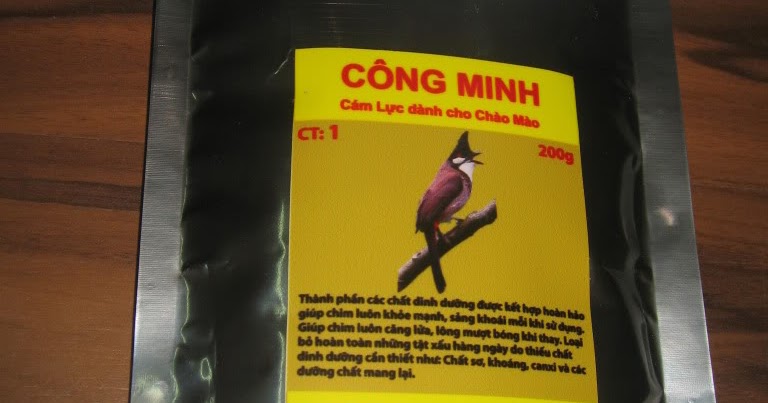 CÔNG MINH
Cám Lực dành cho Chào Mào
CT: 1
200g
Thành phần các chất dinh dưỡng được kết hợp hoàn hảo
giúp chim luôn khỏe mạnh, sảng khoái mỗi khi sử dụng.
Giúp chim luôn căng lửa, lông mượt bóng khi thay. Loại
bỏ hoàn toàn những tật xấu hàng ngày do thiếu chất
dinh dưỡng cần thiết như: Chất sơ, khoáng, canxi và các
dưỡng chất mang lại.